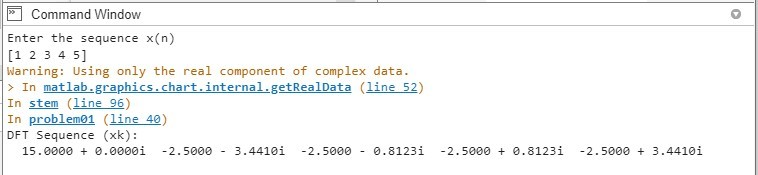 Command Window
Enter the sequence x(n)
[1 2 3 4 5]
Warning: Using only the real component of complex data.
> In matlab.graphics.chart.internal.getRealData (line 52)
In stem (line 96)
In problem01 (line 40)
DFT Sequence (xk):
15.0000 + 0.0000i  -2.5000 - 3.4410i  -2.5000 - 0.8123i  -2.5000 + 0.8123i  -2.5000 + 3.4410i